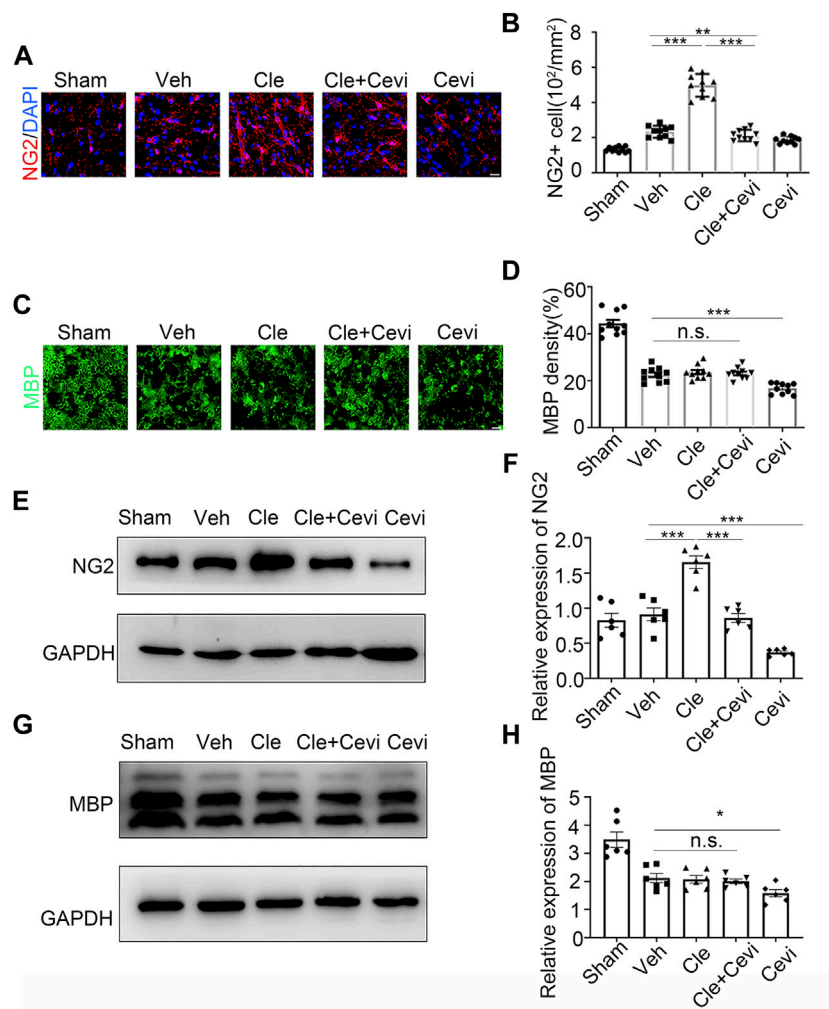 A
Sham Veh Cle Cle+Cevi Cevi
NG2/DAPI
B
NG2+ cell(10²/mm²)
8
6
4
2
0
**
*** ***
Sham Veh Cle Cle+Cevi Cevi
C
Sham Veh Cle Cle+Cevi Cevi
MBP
D
MBP density(%)
60
40
20
0
***
n.s.
Sham Veh Cle Cle+Cevi Cevi
E
Sham Veh Cle Cle+Cevi Cevi
NG2
GAPDH
F
Relative expression of NG2
2.0
1.5
1.0
0.5
0.0
***
*** ***
Sham Veh Cle Cle+Cevi Cevi
G
Sham Veh Cle Cle+Cevi Cevi
MBP
GAPDH
H
Relative expression of MBP
5
4
3
2
1
0
*
n.s.
Sham Veh Cle Cle+Cevi Cevi